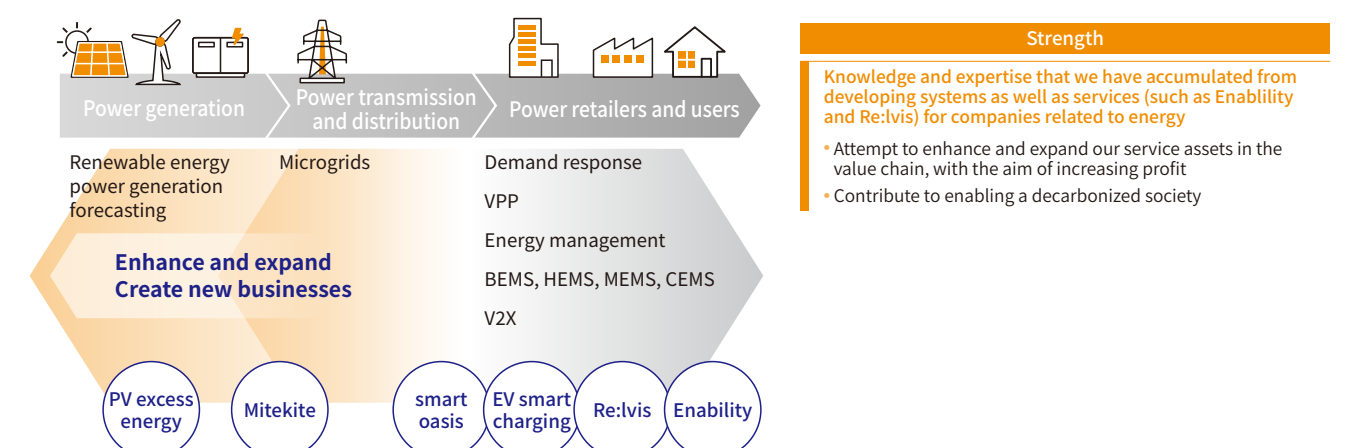 Power generation
Power transmission
and distribution
Power retailers and users
Renewable energy
power generation
forecasting
Microgrids
Demand response
VPP
Energy management
BEMS, HEMS, MEMS, CEMS
V2X
Enhance and expand
Create new businesses
PV excess
energy
Mitekite
smart
oasis
EV smart
charging
Re:lvis
Enability
Strength
Knowledge and expertise that we have accumulated from
developing systems as well as services (such as Enablility
and Re:lvis) for companies related to energy
• Attempt to enhance and expand our service assets in the
value chain, with the aim of increasing profit
• Contribute to enabling a decarbonized society